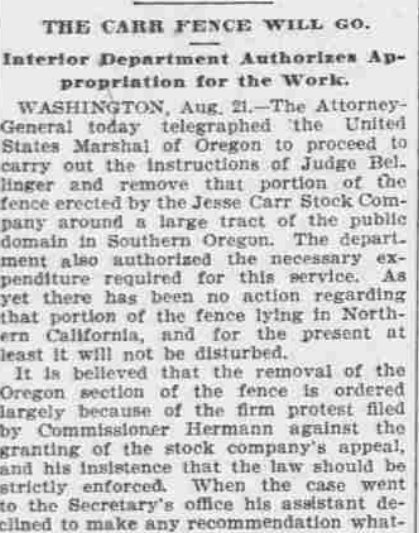 THE CARR FENCE WILL GO.
Interior Department Authorizes Ap-
propriation for the Work.
WASHINGTON, Aug. 21.—The Attorney-
General today telegraphed the United
States Marshal of Oregon to proceed to
carry out the instructions of Judge Bel-
linger and remove that portion of the
fence erected by the Jesse Carr Stock Com-
pany around a large tract of the public
domain in Southern Oregon. The depart-
ment also authorized the necessary ex-
penditure required for this service. As
yet there has been no action regarding
that portion of the fence lying in North-
ern California, and for the present at
least it will not be disturbed.
It is believed that the removal of the
Oregon section of the fence is ordered
largely because of the firm protest filed
by Commissioner Hermann against the
granting of the stock company's appeal,
and his insistence that the law should be
strictly enforced. When the case went
to the Secretary's office his assistant de-
clined to make any recommendation what-